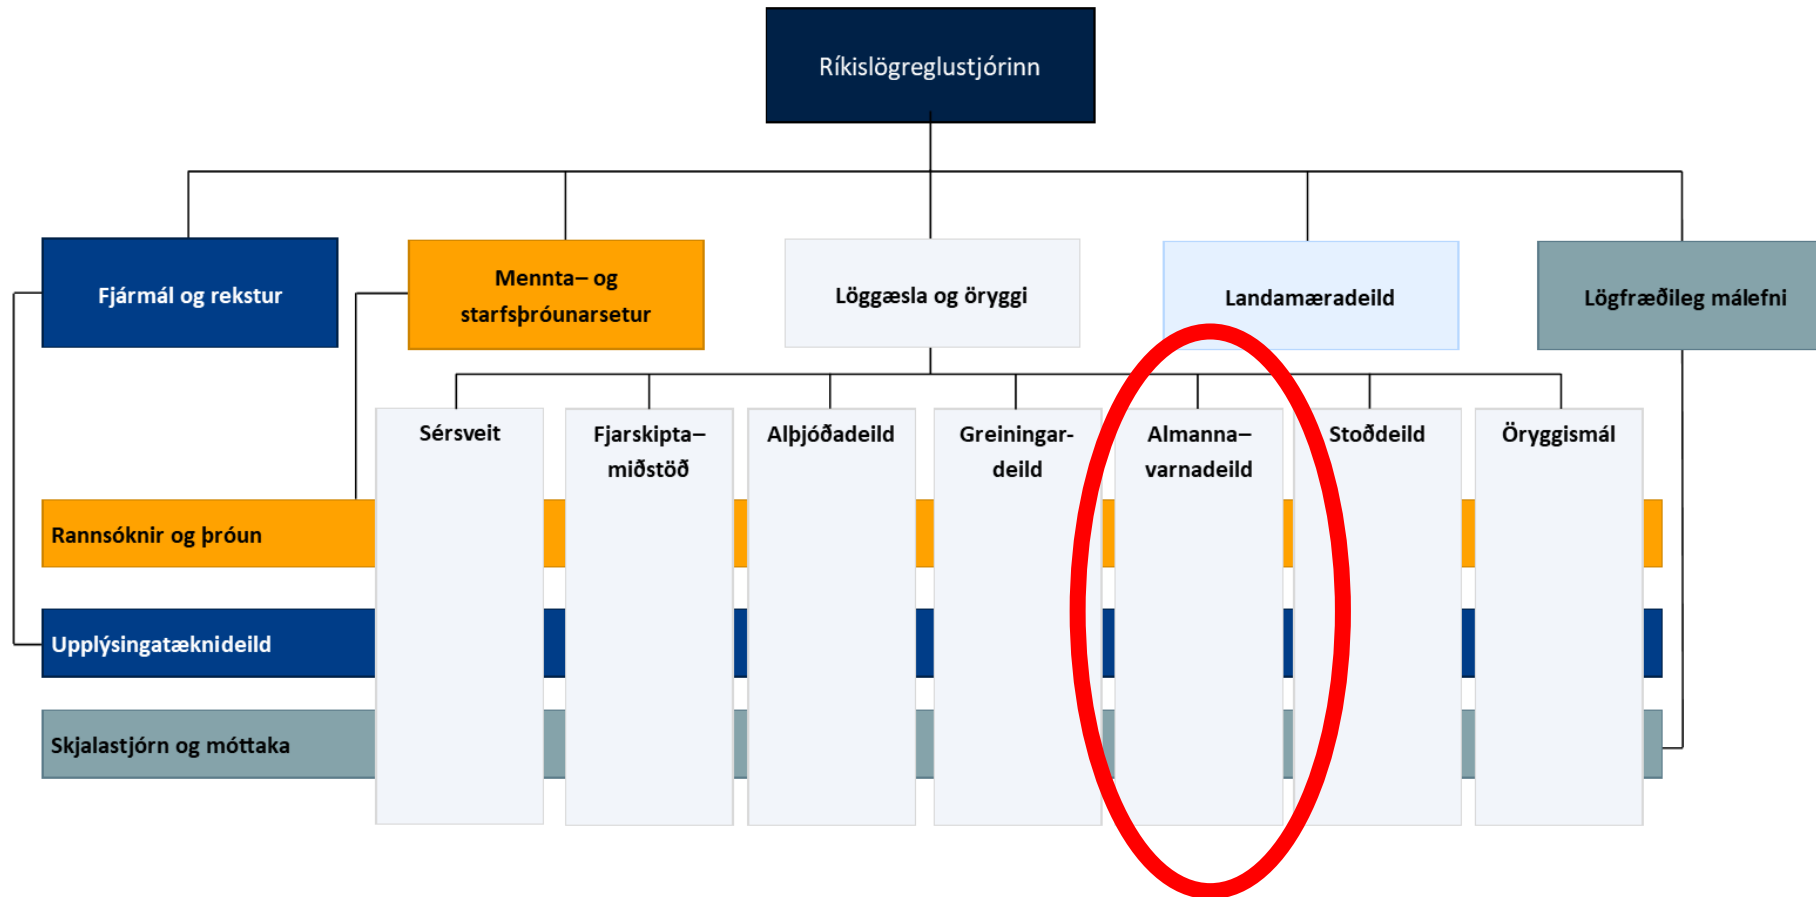 Ríkislögreglustjórinn
Fjármál og rekstur
Mennta– og
starfsþróunarsetur
Löggæsla og öryggi
Landamæradeild
Lögfræðileg málefni
Sérsveit
Fjarskipta–
miðstöð
Alþjóðadeild
Greiningar-
deild
Almanna–
varnadeild
Stoðdeild
Öryggismál
Rannsóknir og þróun
Upplýsingatæknideild
Skjalastjórn og móttaka